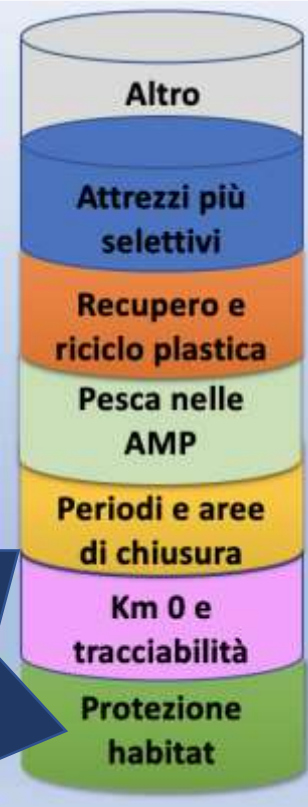 Altro
Attrezzi più
selettivi
Recupero e
riciclo plastica
Pesca nelle
AMP
Periodi e aree
di chiusura
Km 0 e
tracciabilità
Protezione
habitat